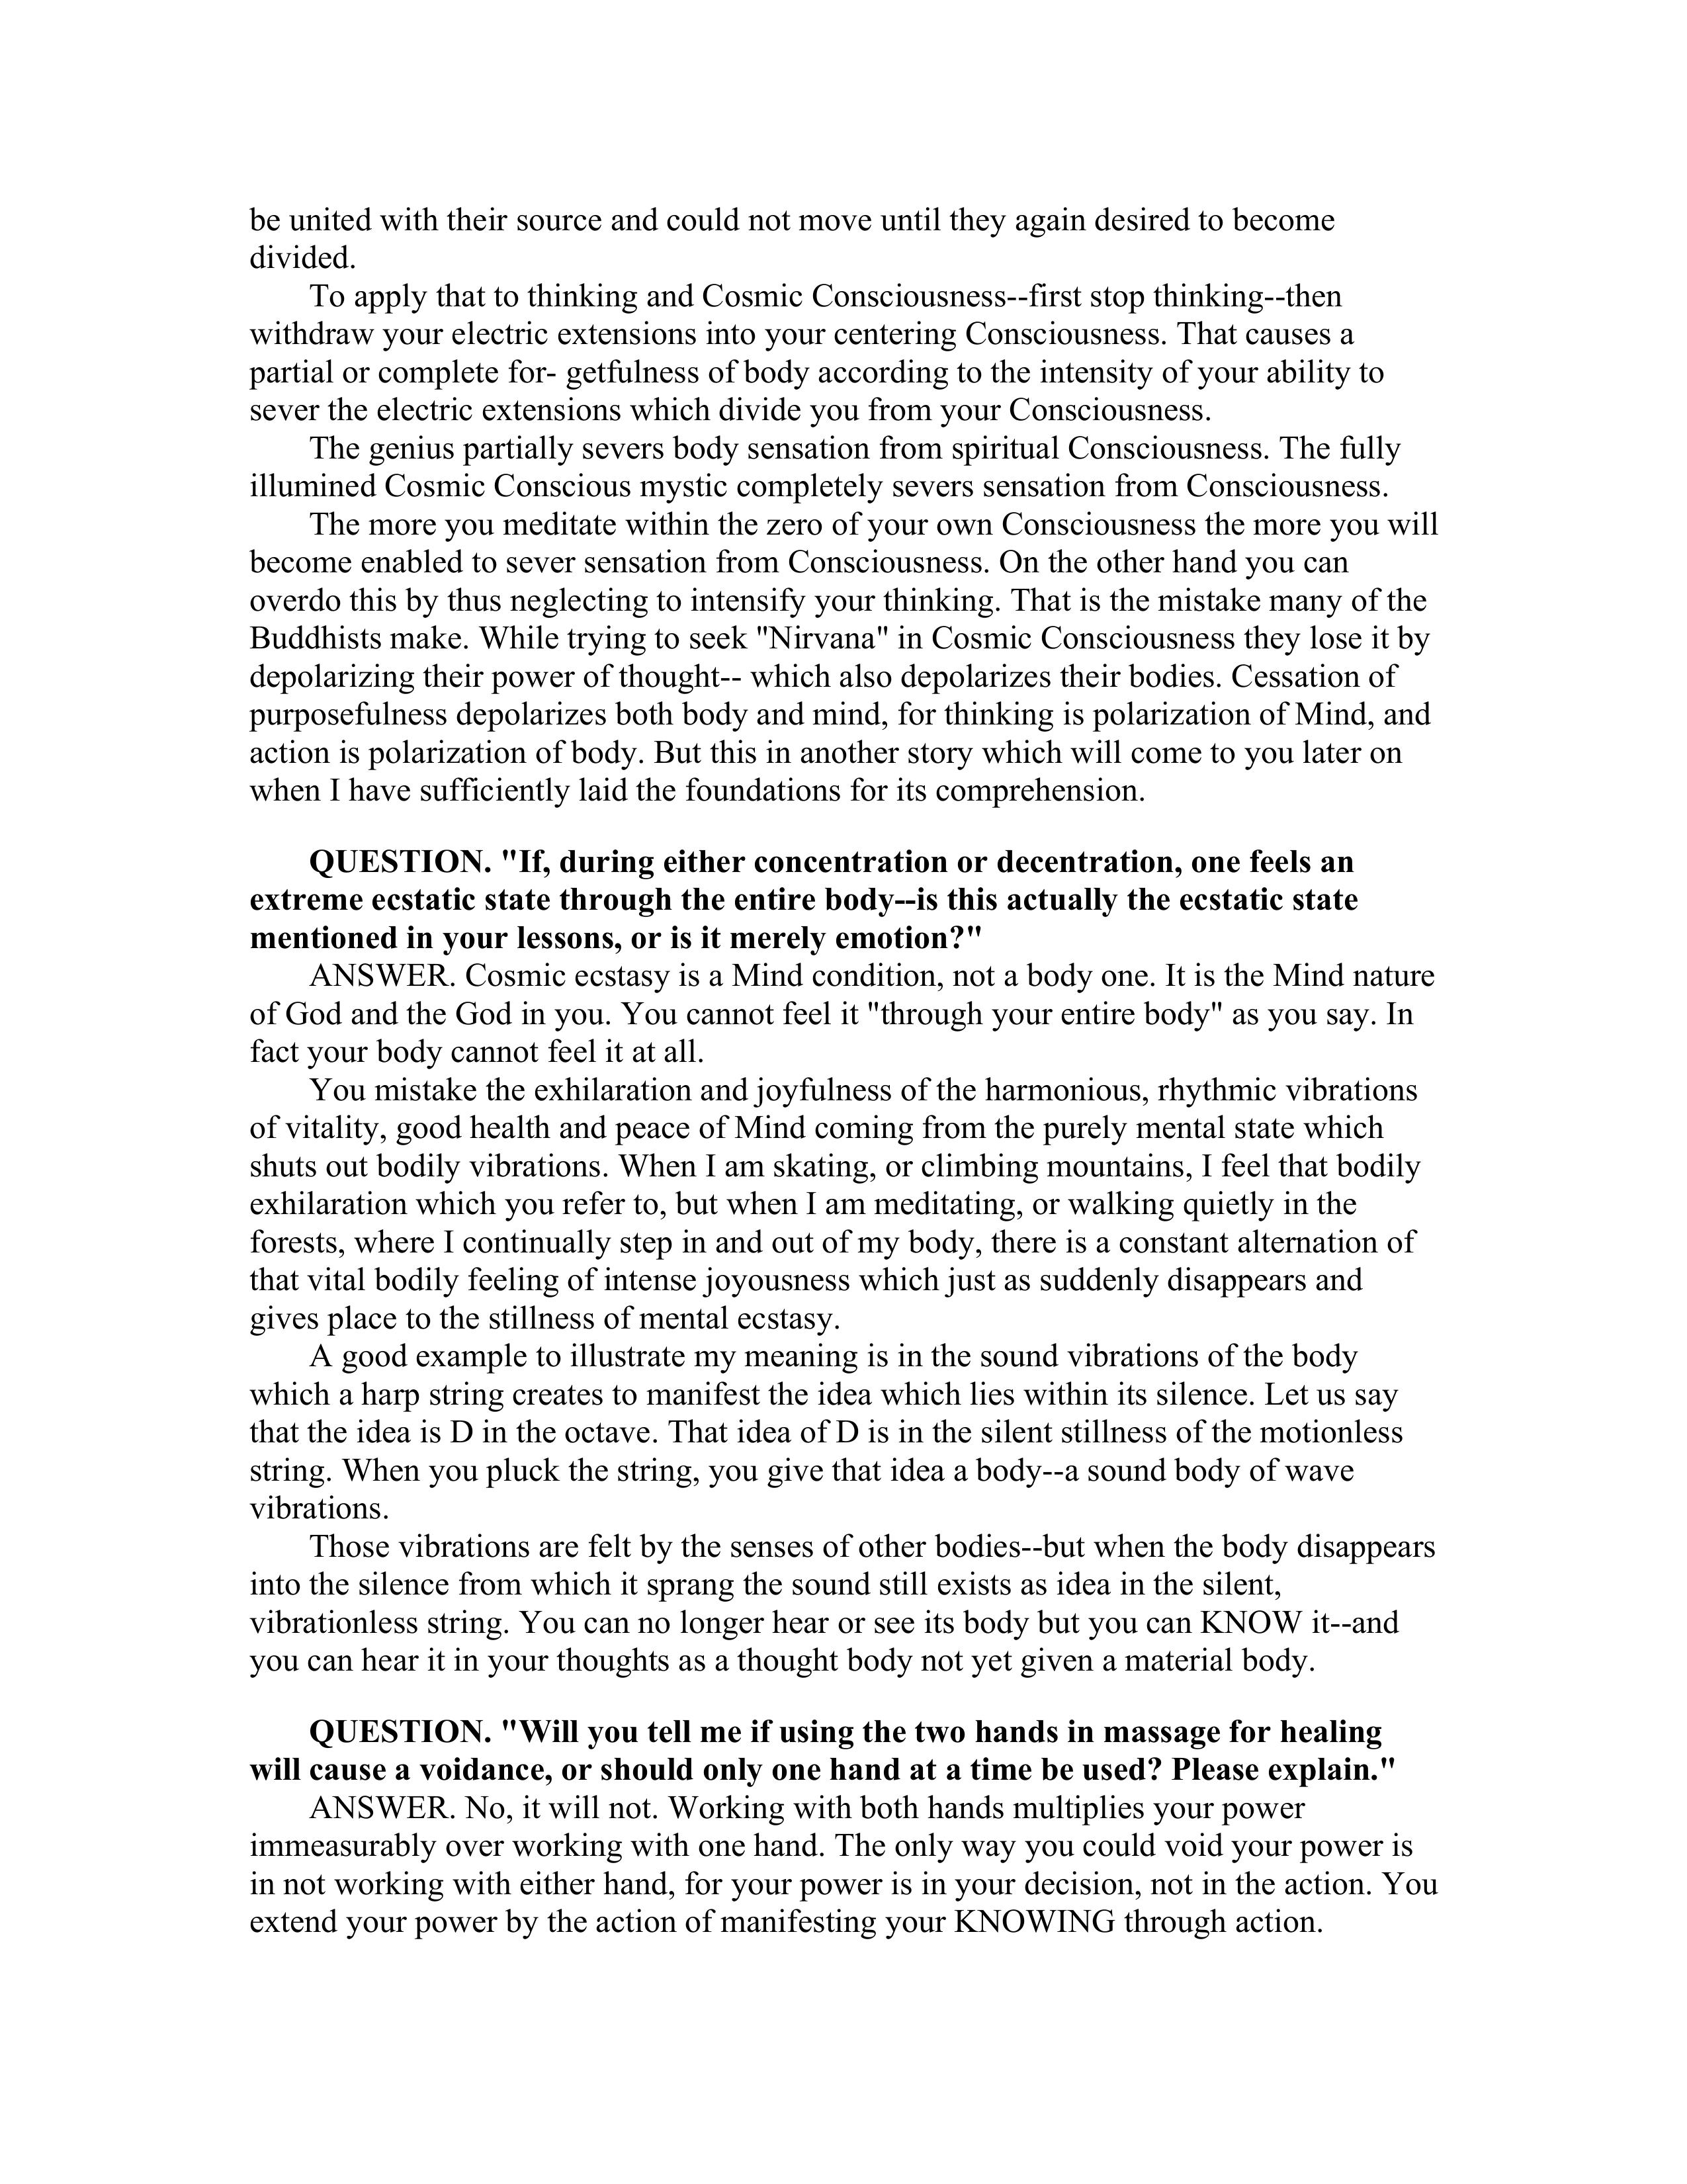 be united with their source and could not move until they again desired to become
divided.
To apply that to thinking and Cosmic Consciousness--first stop thinking--then
withdraw your electric extensions into your centering Consciousness. That causes a
partial or complete for- getfulness of body according to the intensity of your ability to
sever the electric extensions which divide you from your Consciousness.
The genius partially severs body sensation from spiritual Consciousness. The fully
illumined Cosmic Conscious mystic completely severs sensation from Consciousness.
The more you meditate within the zero of your own Consciousness the more you will
become enabled to sever sensation from Consciousness. On the other hand you can
overdo this by thus neglecting to intensify your thinking. That is the mistake many of the
Buddhists make. While trying to seek "Nirvana" in Cosmic Consciousness they lose it by
depolarizing their power of thought-- which also depolarizes their bodies. Cessation of
purposefulness depolarizes both body and mind, for thinking is polarization of Mind, and
action is polarization of body. But this in another story which will come to you later on
when I have sufficiently laid the foundations for its comprehension.
QUESTION. "If, during either concentration or decentration, one feels an
extreme ecstatic state through the entire body--is this actually the ecstatic state
mentioned in your lessons, or is it merely emotion?"
ANSWER. Cosmic ecstasy is a Mind condition, not a body one. It is the Mind nature
of God and the God in you. You cannot feel it "through your entire body" as you say. In
fact your body cannot feel it at all.
You mistake the exhilaration and joyfulness of the harmonious, rhythmic vibrations
of vitality, good health and peace of Mind coming from the purely mental state which
shuts out bodily vibrations. When I am skating, or climbing mountains, I feel that bodily
exhilaration which you refer to, but when I am meditating, or walking quietly in the
forests, where I continually step in and out of my body, there is a constant alternation of
that vital bodily feeling of intense joyousness which just as suddenly disappears and
gives place to the stillness of mental ecstasy.
A good example to illustrate my meaning is in the sound vibrations of the body
which a harp string creates to manifest the idea which lies within its silence. Let us say
that the idea is D in the octave. That idea of D is in the silent stillness of the motionless
string. When you pluck the string, you give that idea a body--a sound body of wave
vibrations.
Those vibrations are felt by the senses of other bodies--but when the body disappears
into the silence from which it sprang the sound still exists as idea in the silent,
vibrationless string. You can no longer hear or see its body but you can KNOW it--and
you can hear it in your thoughts as a thought body not yet given a material body.
QUESTION. "Will you tell me if using the two hands in massage for healing
will cause a voidance, or should only one hand at a time be used? Please explain."
ANSWER. No, it will not. Working with both hands multiplies your power
immeasurably over working with one hand. The only way you could void your power is
in not working with either hand, for your power is in your decision, not in the action. You
extend your power by the action of manifesting your KNOWING through action.